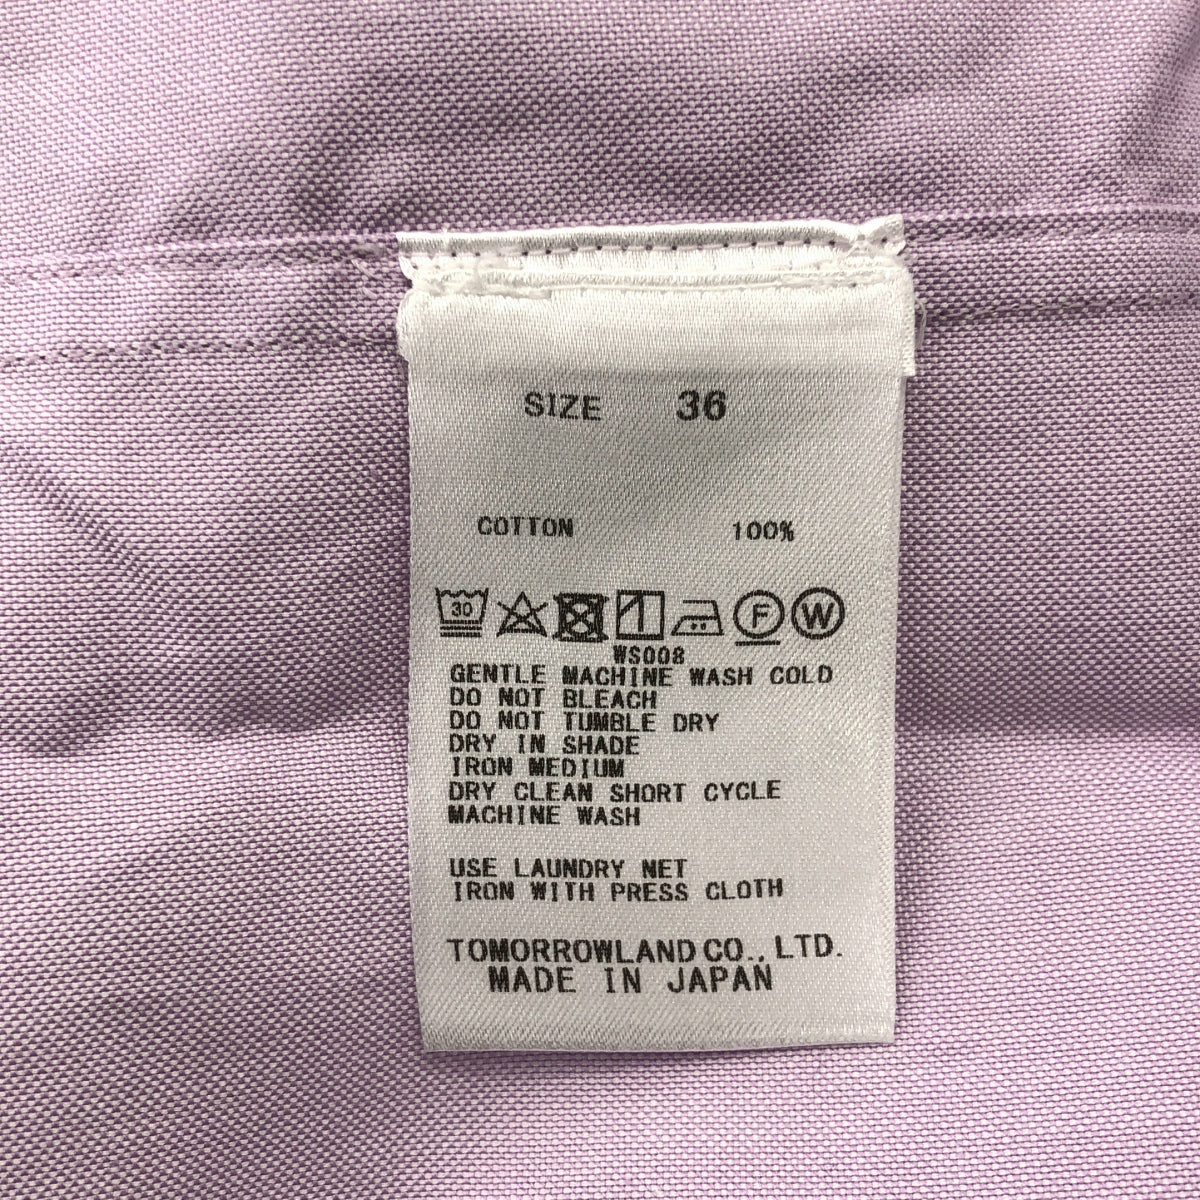 SIZE 36
COTTON 100%
30 F W
WS008
GENTLE MACHINE WASH COLD
DO NOT BLEACH
DO NOT TUMBLE DRY
DRY IN SHADE
IRON MEDIUM
DRY CLEAN SHORT CYCLE
MACHINE WASH
USE LAUNDRY NET
IRON WITH PRESS CLOTH
TOMORROWLAND CO., LTD.
MADE IN JAPAN